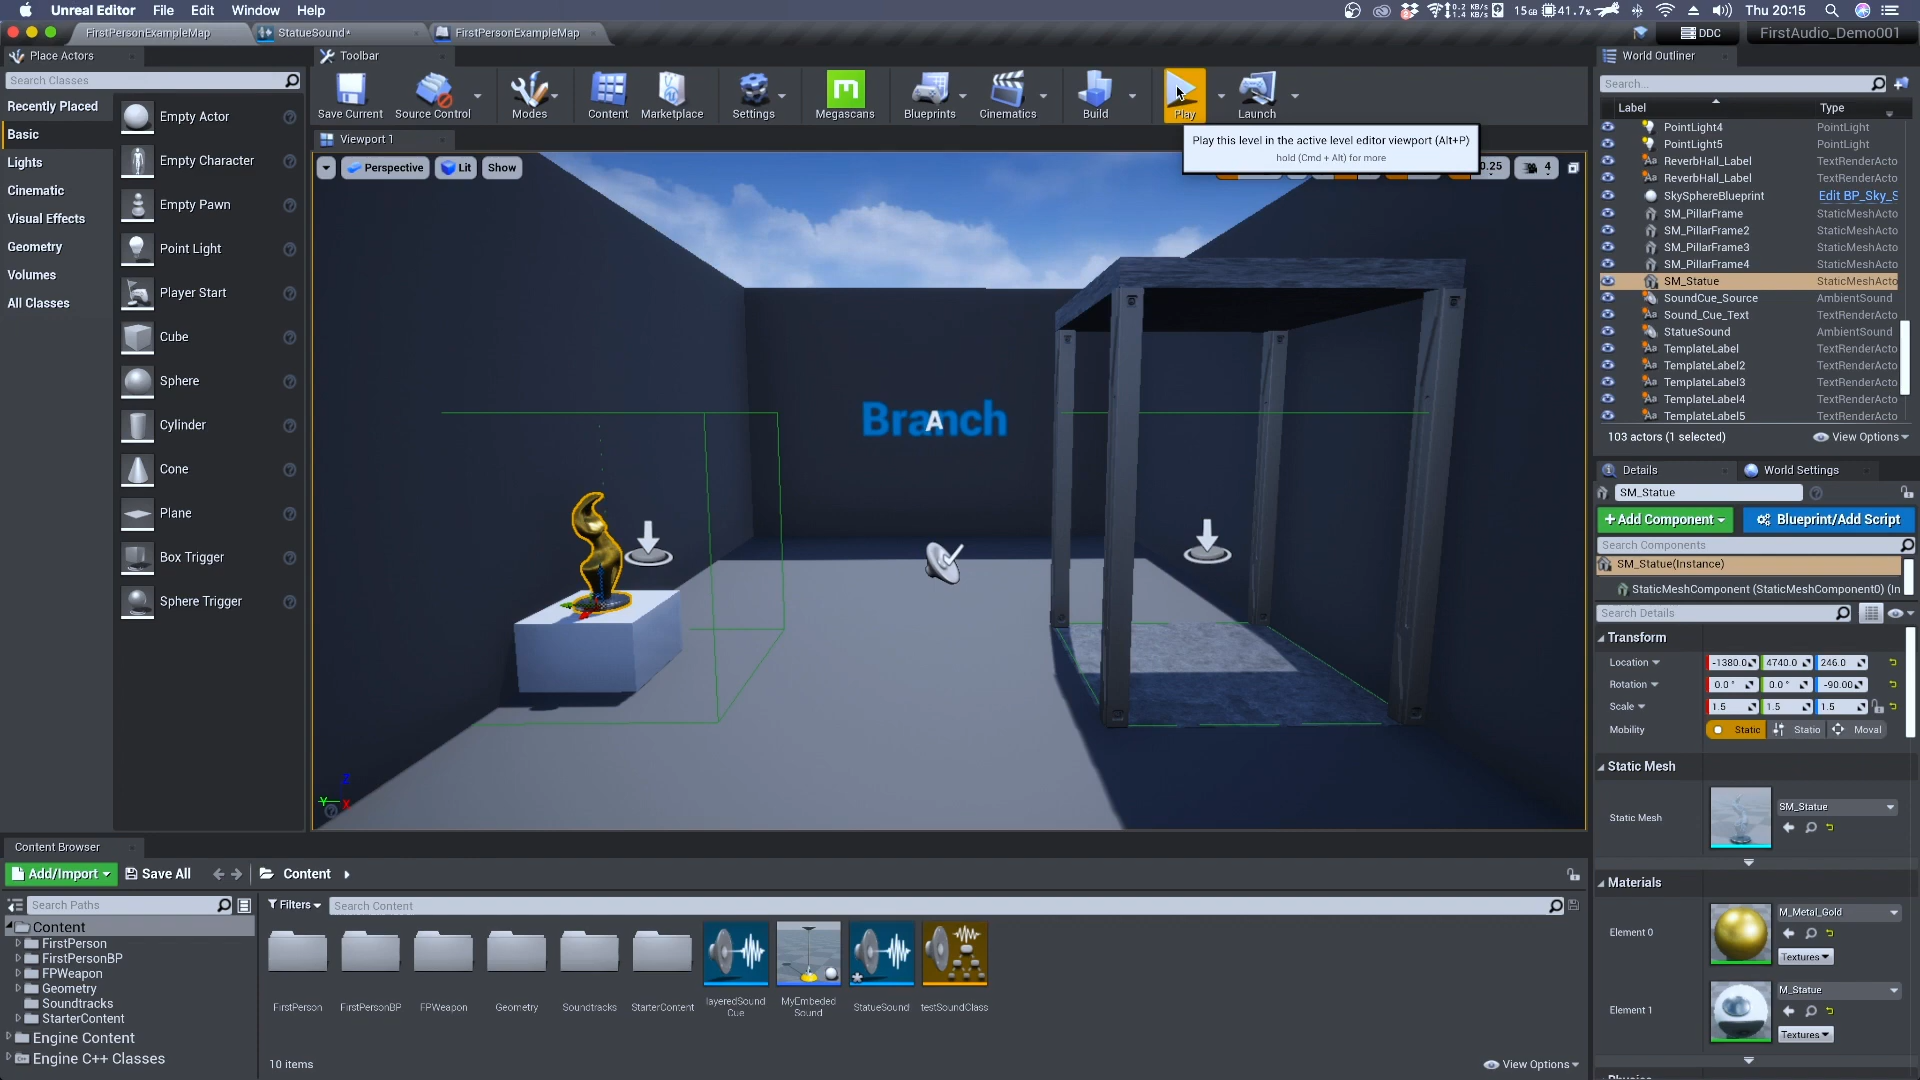 Unreal Editor File Edit Window Help
0.2 KB/s
1.4 KB/s
15GB 41.7% Thu 20:15
FirstPersonExampleMap StatueSound* FirstPersonExampleMap DDC FirstAudio_Demo001
Place Actors Toolbar World Outliner
Search Classes
Search...
Save Current Source Control Modes Content Marketplace Settings Megascans Blueprints Cinematics Build Play Launch
Play this level in the active level editor viewport (Alt+P)
hold (Cmd + Alt) for more
Viewport 1
Perspective Lit Show
0.25 4
Recently Placed
Basic
Lights
Cinematic
Visual Effects
Geometry
Volumes
All Classes
Empty Actor
Empty Character
Empty Pawn
Point Light
Player Start
Cube
Sphere
Cylinder
Cone
Plane
Box Trigger
Sphere Trigger
Branch
A
Z
Y X
Label Type
PointLight4 PointLight
PointLight5 PointLight
ReverbHall_Label TextRenderActo
ReverbHall_Label TextRenderActo
SkySphereBlueprint Edit BP_Sky_S
SM_PillarFrame StaticMeshActo
SM_PillarFrame2 StaticMeshActo
SM_PillarFrame3 StaticMeshActo
SM_PillarFrame4 StaticMeshActo
SM_Statue StaticMeshActo
SoundCue_Source AmbientSound
Sound_Cue_Text TextRenderActo
StatueSound AmbientSound
TemplateLabel TextRenderActo
TemplateLabel2 TextRenderActo
TemplateLabel3 TextRenderActo
TemplateLabel4 TextRenderActo
TemplateLabel5 TextRenderActo
103 actors (1 selected) View Options
Details World Settings
SM_Statue
+Add Component Blueprint/Add Script
Search Components
SM_Statue(Instance)
StaticMeshComponent (StaticMeshComponent0) (In
Search Details
Transform
Location -1380.0 4740.0 246.0
Rotation 0.0° 0.0° -90.00
Scale 1.5 1.5 1.5
Mobility Static Statio Moval
Static Mesh
Static Mesh SM_Statue
Materials
Element 0 M_Metal_Gold
Textures
Element 1 M_Statue
Textures
Content Browser
Add/Import Save All Content
Search Paths
Filters Search Content
Content
FirstPerson
FirstPersonBP
FPWeapon
Geometry
Soundtracks
StarterContent
Engine Content
Engine C++ Classes
FirstPerson FirstPersonBP FPWeapon Geometry Soundtracks StarterContent layeredSound Cue MyEmbeded Sound StatueSound testSoundClass
10 items View Options